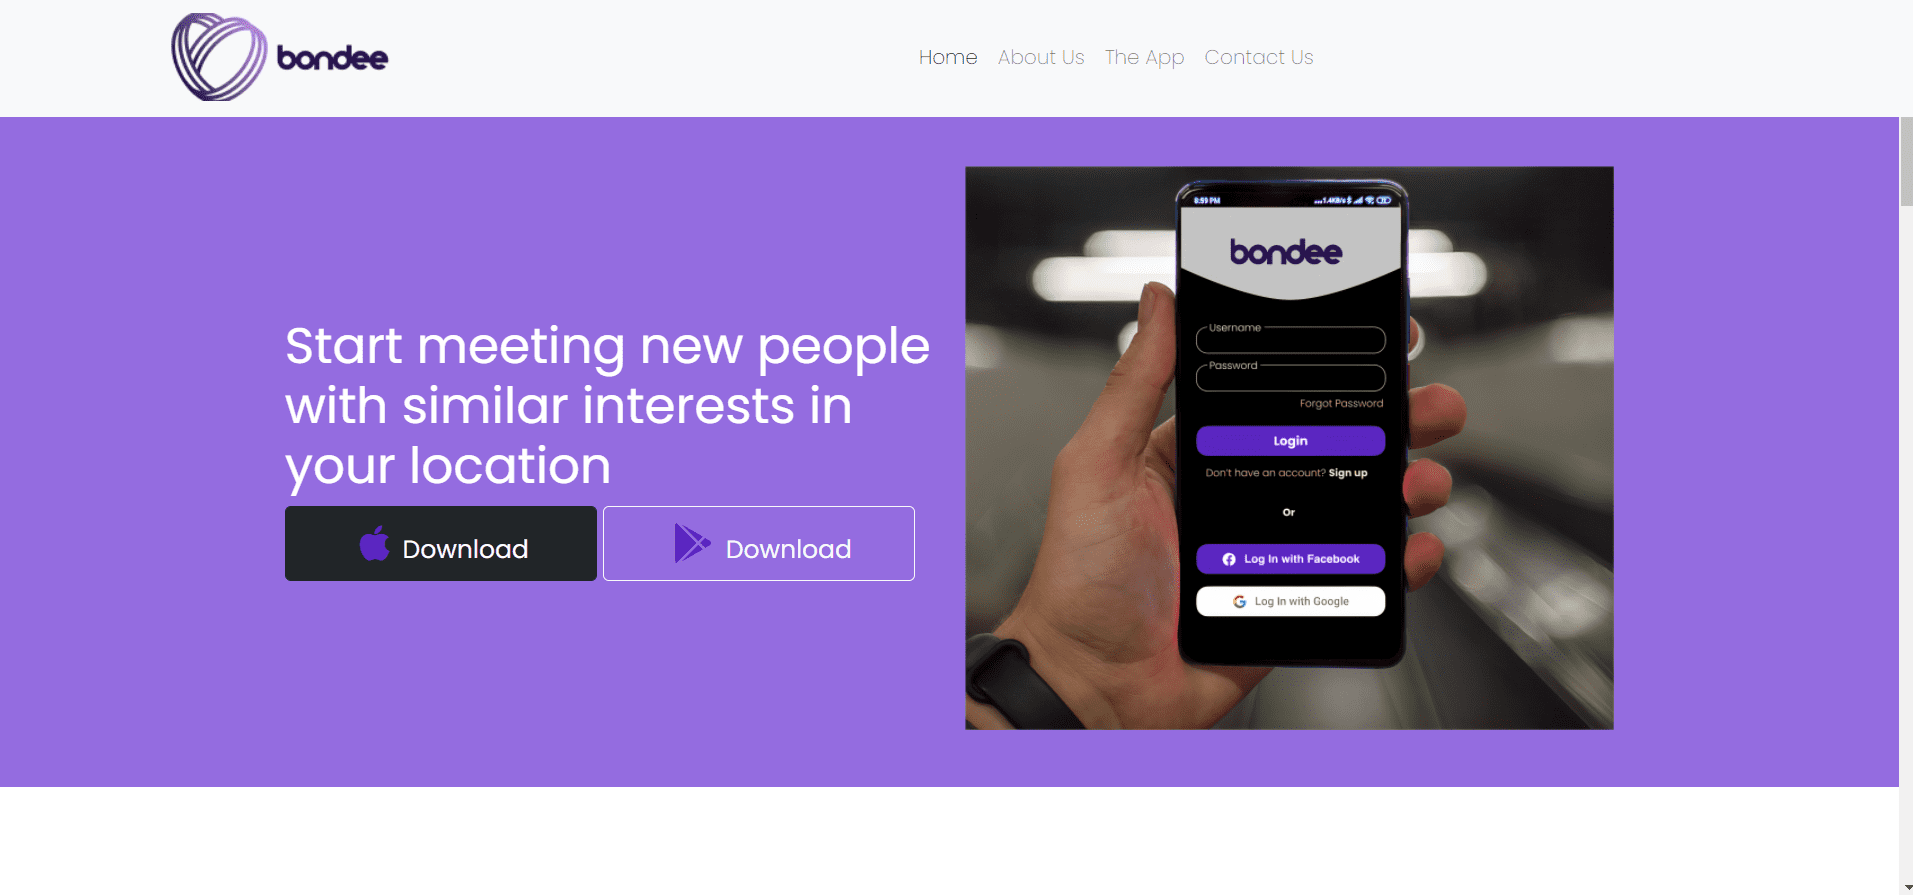 bondee
Home About Us The App Contact Us
Start meeting new people
with similar interests in
your location
Download Download
8:59 PM ...1.4KB/s
bondee
Username
Password
Forgot Password
Login
Don't have an account? Sign up
Or
Log In with Facebook
Log In with Google